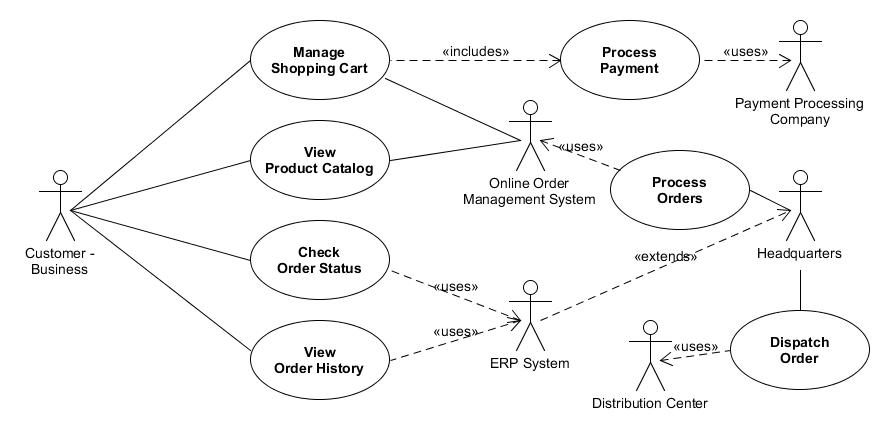 Manage
Shopping Cart
«includes»
Process
Payment
«uses»
Payment Processing
Company
View
Product Catalog
Online Order
Management System
«uses»
Process
Orders
Headquarters
Customer -
Business
Check
Order Status
«uses»
«extends»
View
Order History
«uses»
ERP System
Distribution Center
«uses»
Dispatch
Order